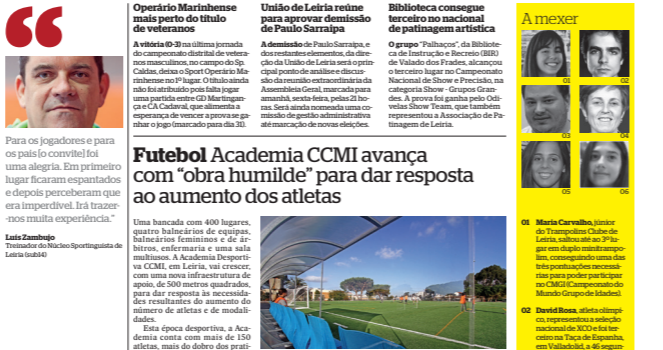 Para os jogadores e para
os pais [o convite] foi
uma alegria. Em primeiro
lugar ficaram espantados
e depois perceberam que
era imperdível. Irá trazer-
-nos muita experiência."
Luís Zambujo
Treinador do Núcleo Sportinguista de
Leiria (sub14)
Operário Marinhense
mais perto do título
de veteranos
A vitória (0-3) na última jornada
do campeonato distrital de vetera-
nos masculinos, no campo do Sp.
Caldas, deixa o Sport Operário Ma-
rinhense no 1º lugar. O título ainda
não foi atribuído pois falta jogar
uma partida entre GD Martingan-
ça e CA Cadaval, que alimenta a
esperança de vencer a prova se ga-
nhar o jogo (marcado para dia 31).
União de Leiria reúne
para aprovar demissão
de Paulo Sarraipa
A demissão de Paulo Sarraipa, e
dos restantes elementos, da dire-
ção da União de Leiria será o prin-
cipal ponto de análise e discus-
são da reunião extraordinária da
Assembleia Geral, marcada para
amanhã, sexta-feira, pelas 21 ho-
ras. Será ainda nomeada uma co-
missão de gestão administrativa
até marcação de novas eleições.
Biblioteca consegue
terceiro no nacional
de patinagem artística
O grupo "Palhaços", da Bibliote-
ca de Instrução e Recreio (BIR)
de Valado dos Frades, alcançou
o terceiro lugar no Campeonato
Nacional de Show e Precisão, na
categoria Show - Grupos Gran-
des. A prova foi ganha pelo Odi-
velas Show Team, que também
representou a Associação de Pa-
tinagem de Leiria.
Futebol Academia CCMI avança
com "obra humilde" para dar resposta
ao aumento dos atletas
Uma bancada com 400 lugares,
quatro balneários de equipas,
balneários femininos e de ár-
bitros, enfermaria e uma sala
multiusos. A Academia Desporti-
va CCMI, em Leiria, vai crescer,
com uma nova infraestrutura de
apoio, de 500 metros quadrados,
para dar resposta às necessida-
des resultantes do aumento do
número de atletas e de modali-
dades.
Esta época desportiva, a Aca-
demia conta com mais de 150
atletas, mais do dobro dos prati-
A mexer
01
02
03
04
05
06
01 Maria Carvalho, júnior
do Trampolins Clube de
Leiria, saltou até ao 3º lu-
gar em duplo minitrampo-
lim, conseguindo uma das
três pontuações necessá-
rias para poder participar
no CMGI (Campeonato do
Mundo Grupo de Idades).
02 David Rosa, atleta olímpi-
co, representou a seleção
nacional de XCO e foi ter-
ceiro na Taça de Espanha,
em Valladolid, a 46 segun-